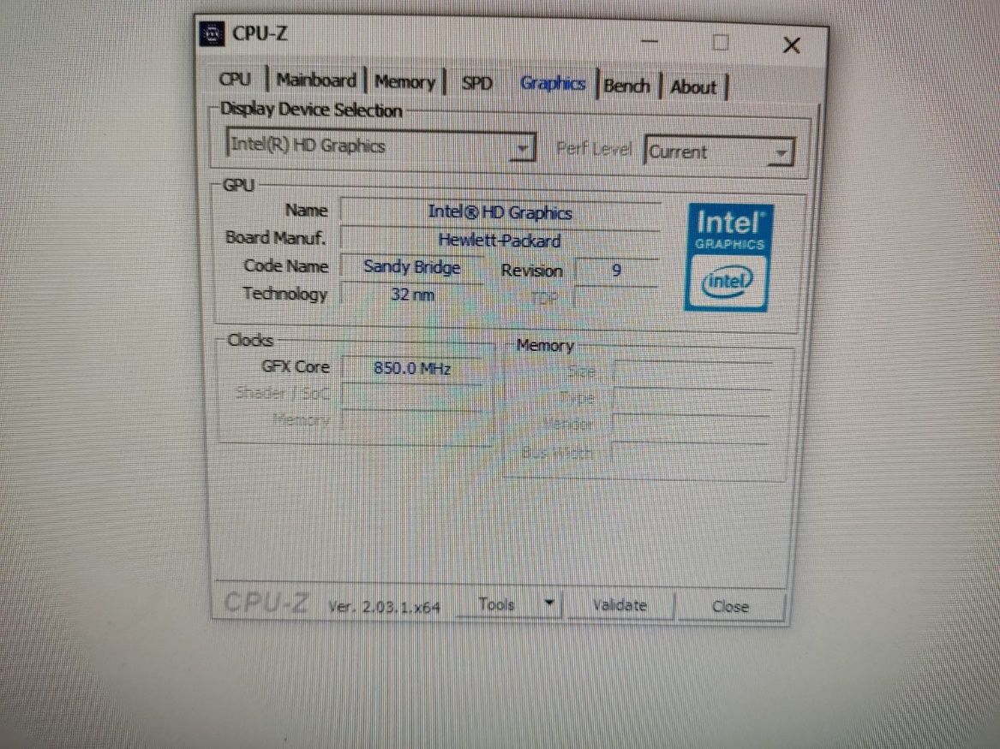 CPU-Z
CPU Mainboard Memory SPD Graphics Bench About
Display Device Selection
Intel(R) HD Graphics Perf Level Current
GPU
Name Intel® HD Graphics
Board Manuf. Hewlett-Packard
Code Name Sandy Bridge Revision 9
Technology 32 nm TDP
Intel®
GRAPHICS
intel
Clocks
GFX Core 850.0 MHz
Shader / SoC
Memory
Memory
Size
Type
Vendor
Bus Width
CPU-Z Ver. 2.03.1.x64 Tools Validate Close